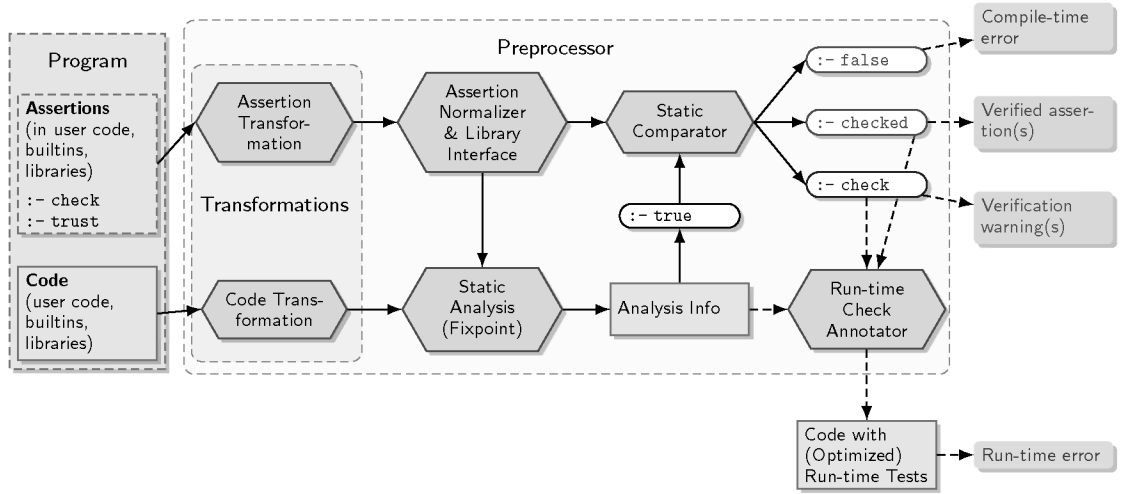 Program
Assertions
(in user code,
builtins,
libraries)
:- check
:- trust
Code
(user code,
builtins,
libraries)
Preprocessor
Assertion
Transfor-
mation
Transformations
Code Trans-
formation
Assertion
Normalizer
& Library
Interface
Static
Analysis
(Fixpoint)
Static
Comparator
:- true
Analysis Info
:- false
:- checked
:- check
Run-time
Check
Annotator
Code with
(Optimized)
Run-time Tests
Compile-time
error
Verified asser-
tion(s)
Verification
warning(s)
Run-time error